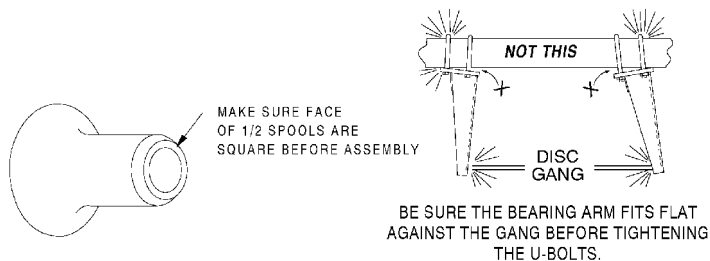 MAKE SURE FACE
OF 1/2 SPOOLS ARE
SQUARE BEFORE ASSEMBLY
NOT THIS
DISC
GANG
BE SURE THE BEARING ARM FITS FLAT
AGAINST THE GANG BEFORE TIGHTENING
THE U-BOLTS.